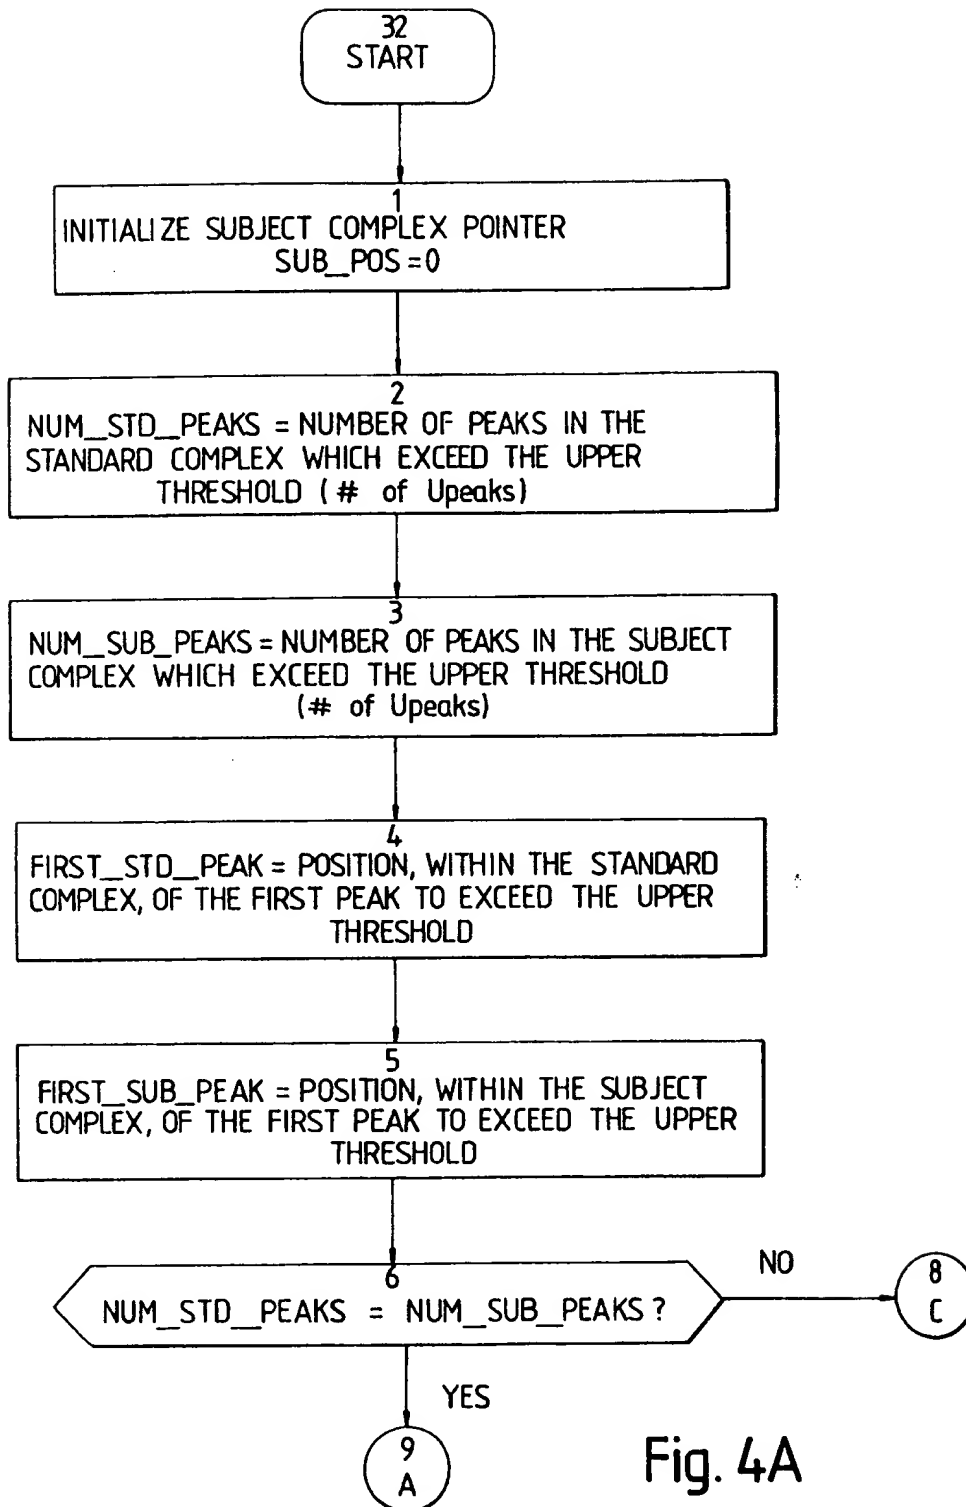 32
START
1
INITIALIZE SUBJECT COMPLEX POINTER
SUB_POS=0
2
NUM_STD_PEAKS = NUMBER OF PEAKS IN THE
STANDARD COMPLEX WHICH EXCEED THE UPPER
THRESHOLD (# of Upeaks)
3
NUM_SUB_PEAKS = NUMBER OF PEAKS IN THE SUBJECT
COMPLEX WHICH EXCEED THE UPPER THRESHOLD
(# of Upeaks)
4
FIRST_STD_PEAK = POSITION, WITHIN THE STANDARD
COMPLEX, OF THE FIRST PEAK TO EXCEED THE UPPER
THRESHOLD
5
FIRST_SUB_PEAK = POSITION, WITHIN THE SUBJECT
COMPLEX, OF THE FIRST PEAK TO EXCEED THE UPPER
THRESHOLD
6
NUM_STD_PEAKS = NUM_SUB_PEAKS ?
NO
8
C
YES
9
A
Fig. 4A